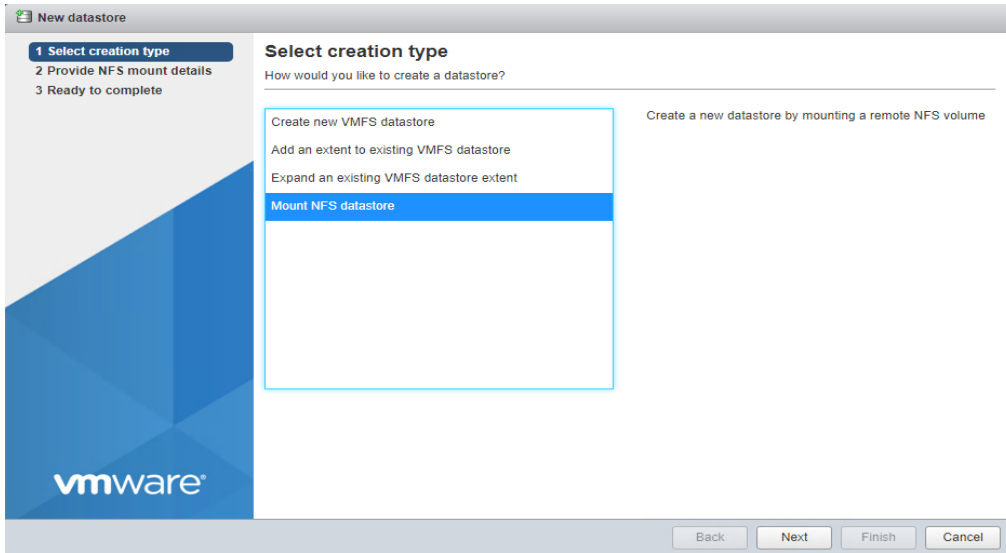 New datastore
1 Select creation type
2 Provide NFS mount details
3 Ready to complete
Select creation type
How would you like to create a datastore?
Create new VMFS datastore
Add an extent to existing VMFS datastore
Expand an existing VMFS datastore extent
Mount NFS datastore
Create a new datastore by mounting a remote NFS volume
vmware®
Back
Next
Finish
Cancel